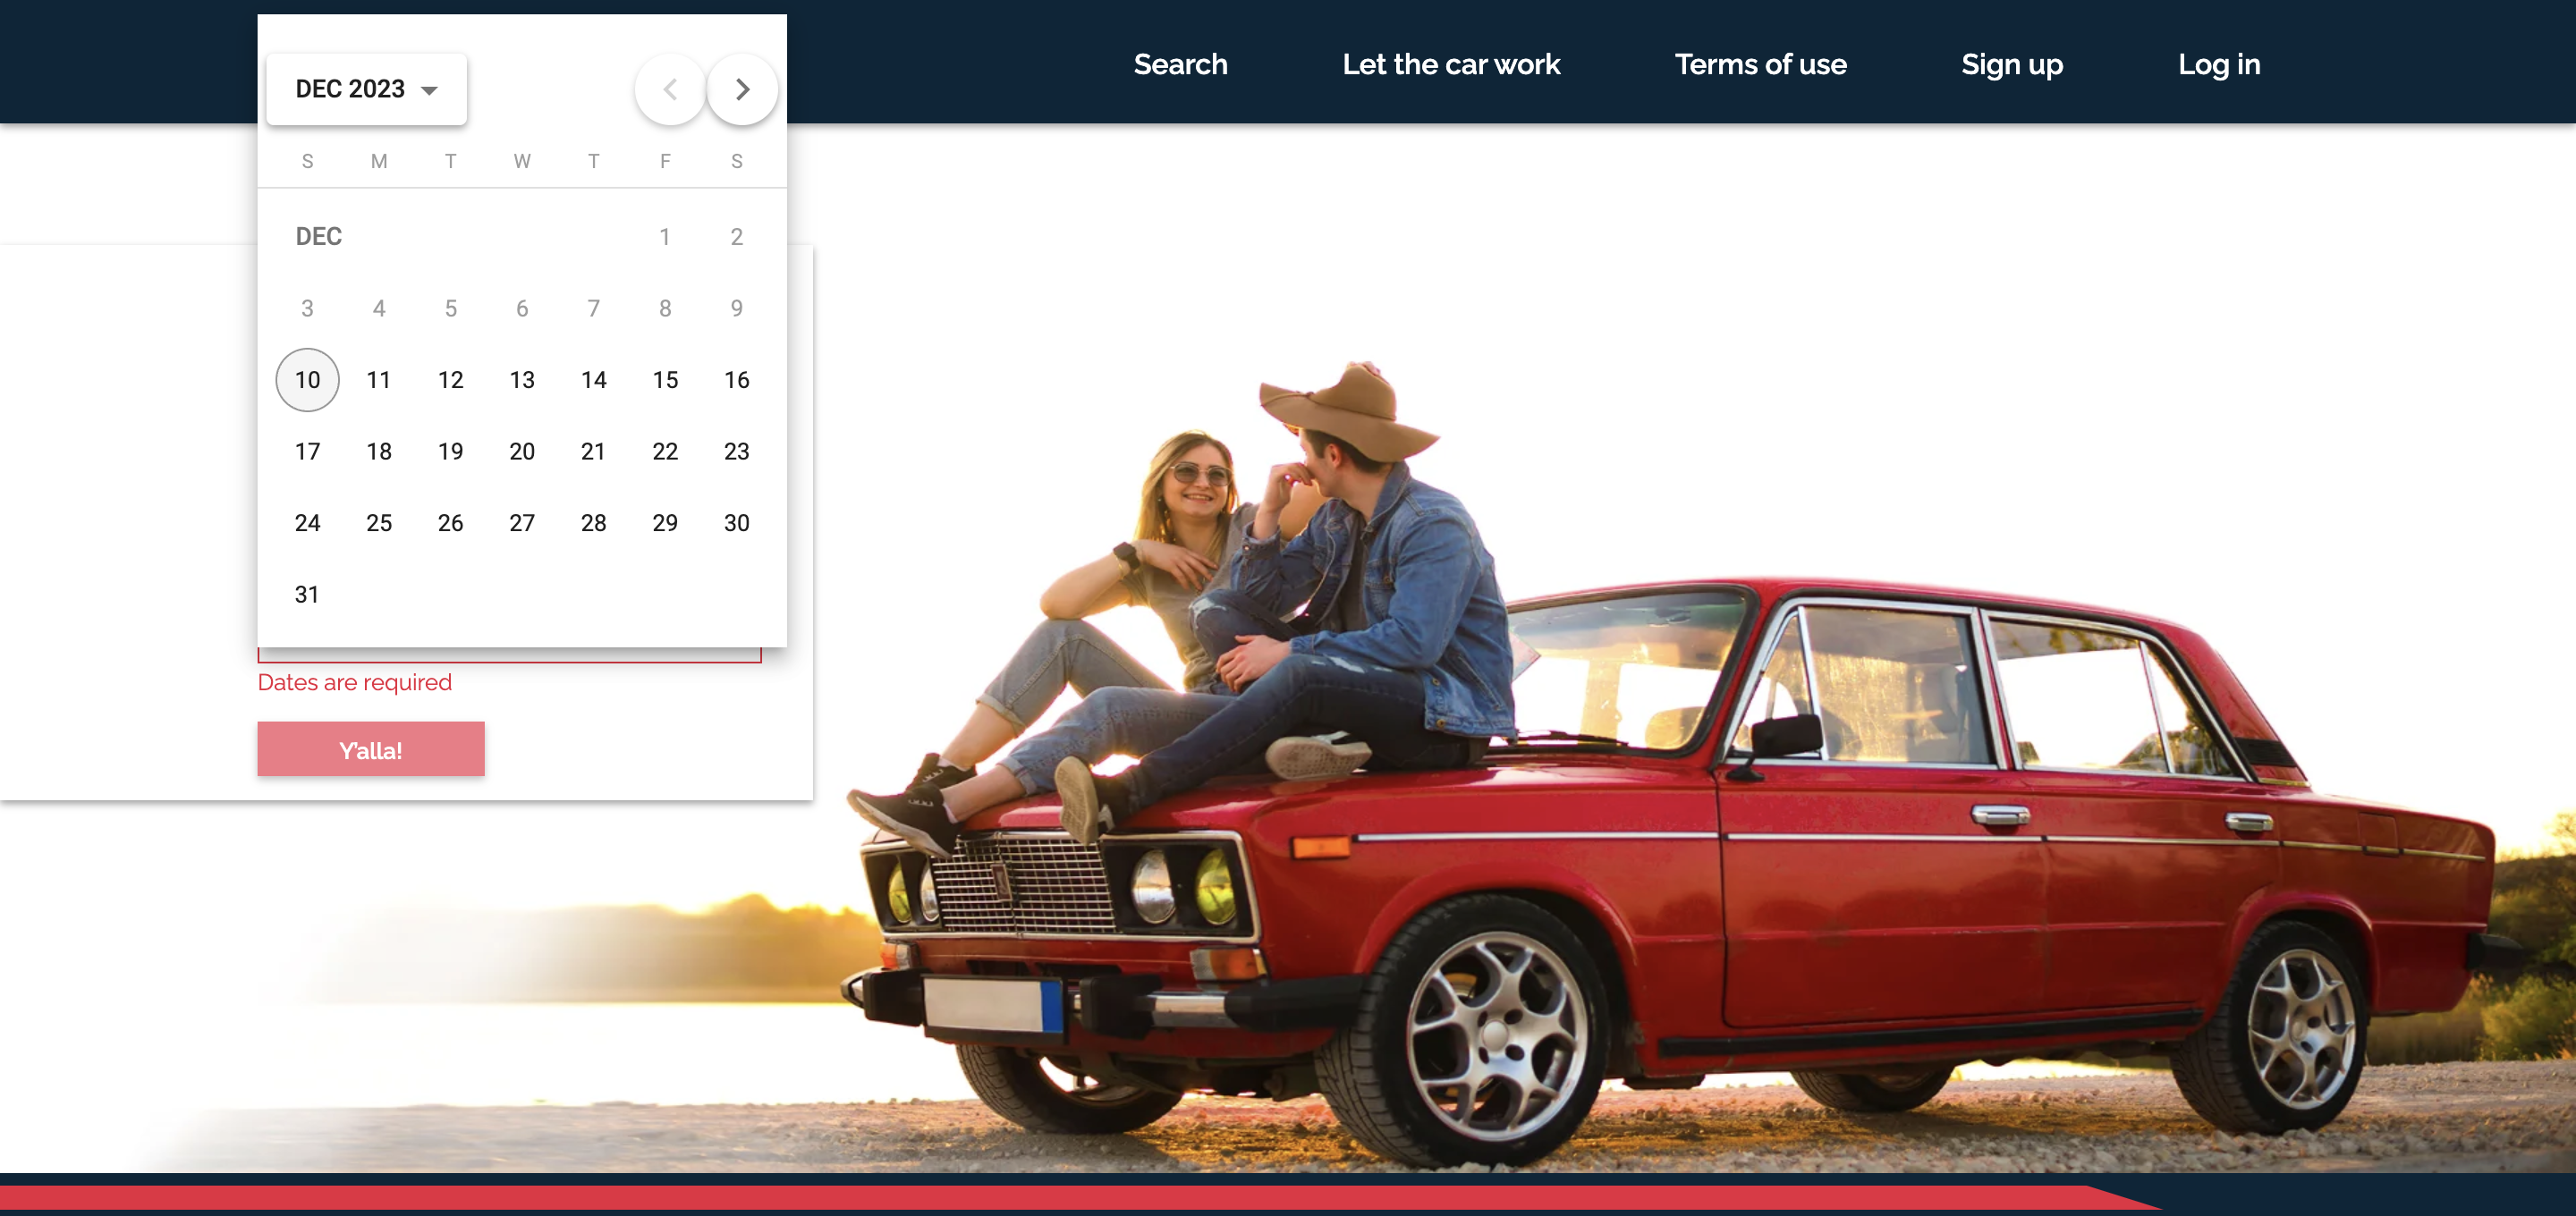 Search Let the car work Terms of use Sign up Log in
DEC 2023
S M T W T F S
DEC 1 2
3 4 5 6 7 8 9
10 11 12 13 14 15 16
17 18 19 20 21 22 23
24 25 26 27 28 29 30
31
Dates are required
Y'alla!